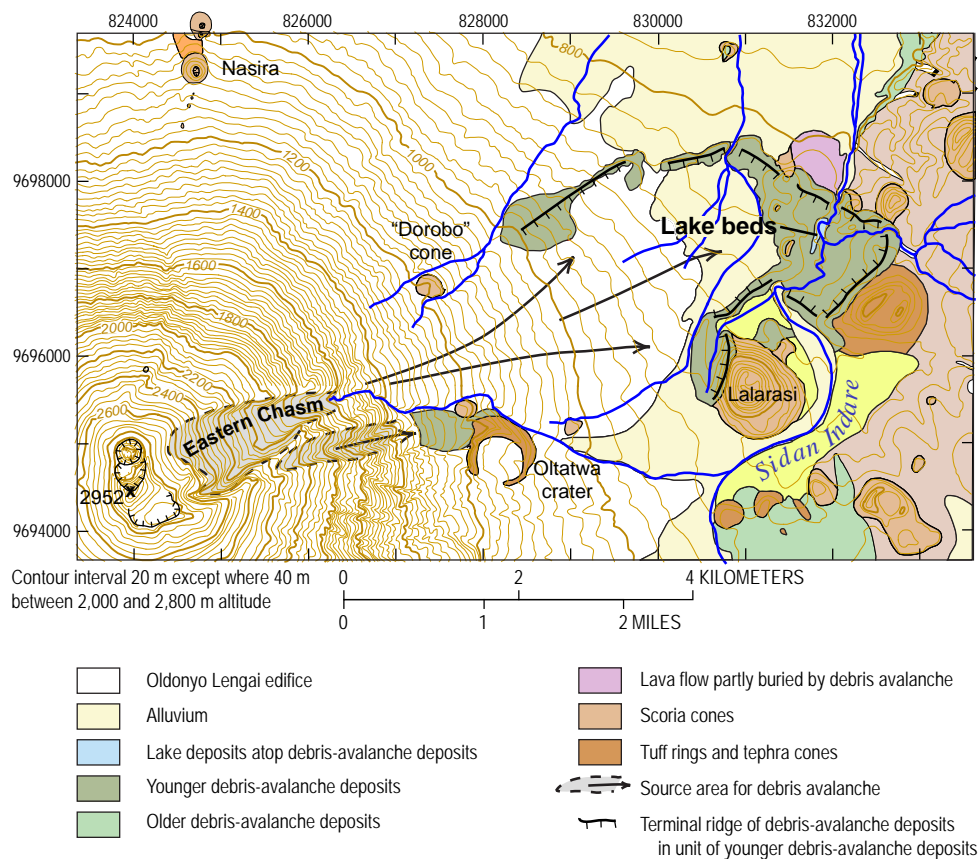 824000 826000 828000 830000 832000
Nasira
800
1000
1200
9698000
"Dorobo"
cone
Lake beds
1400
1600
1800
2000
9696000
2200
2400
2600
Eastern Chasm
Lalarasi
Sidan Indare
Oltatwa
crater
2952
9694000
Contour interval 20 m except where 40 m
between 2,000 and 2,800 m altitude
0 2 4 KILOMETERS
0 1 2 MILES
Oldonyo Lengai edifice
Alluvium
Lake deposits atop debris-avalanche deposits
Younger debris-avalanche deposits
Older debris-avalanche deposits
Lava flow partly buried by debris avalanche
Scoria cones
Tuff rings and tephra cones
Source area for debris avalanche
Terminal ridge of debris-avalanche deposits
in unit of younger debris-avalanche deposits